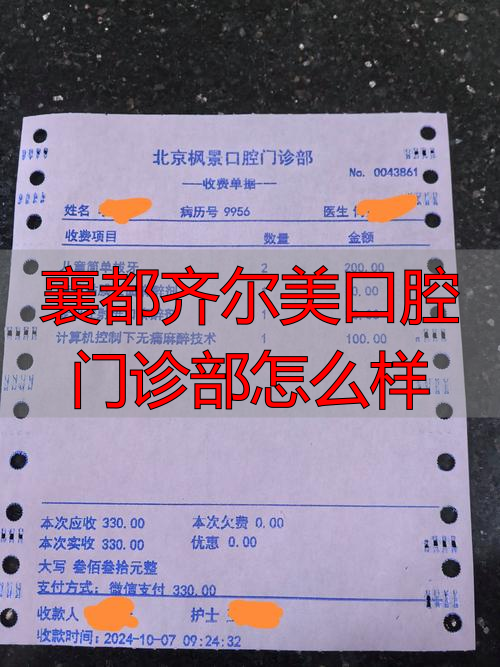 北京枫景口腔门诊部
No. 0043861
——收费单据——
姓名 病历号 9956 医生
收费项目 数量 金额
儿童简单拔牙 2 200.00
襄都齐尔美口腔
门诊部怎么样
计算机控制下无痛麻醉技术 1 100.00
本次应收 330.00 本次欠费 0.00
本次实收 330.00 优惠 0.00
大写 叁佰叁拾元整
支付方式: 微信支付 330.00
收款人 护士
收款时间: 2024-10-07 09:24:32